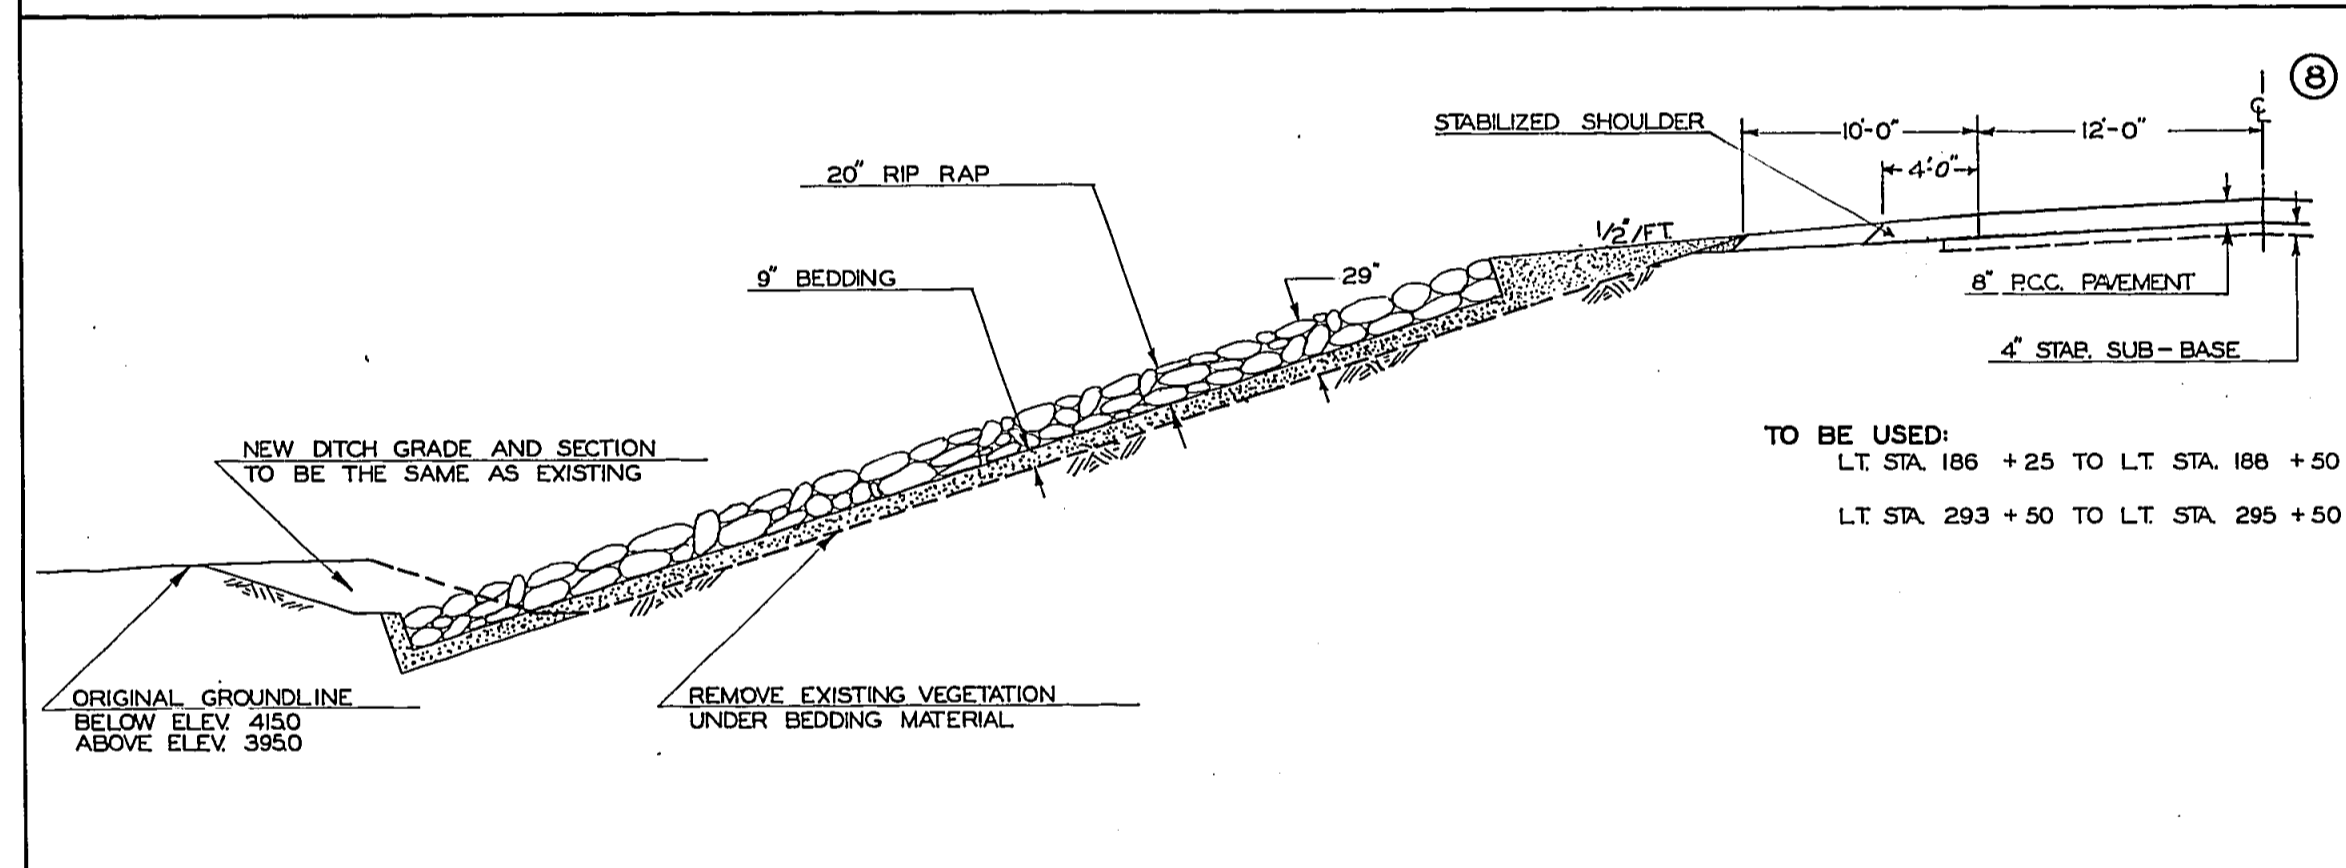 8
℄
STABILIZED SHOULDER
10'-0"
12'-0"
4'-0"
20" RIP RAP
1/2"/FT.
9" BEDDING
29"
8" P.C.C. PAVEMENT
4" STAB. SUB-BASE
TO BE USED:
LT. STA. 186 +25 TO LT. STA. 188 +50
LT. STA. 293 +50 TO LT. STA. 295 +50
NEW DITCH GRADE AND SECTION
TO BE THE SAME AS EXISTING
ORIGINAL GROUNDLINE
BELOW ELEV. 415.0
ABOVE ELEV. 395.0
REMOVE EXISTING VEGETATION
UNDER BEDDING MATERIAL